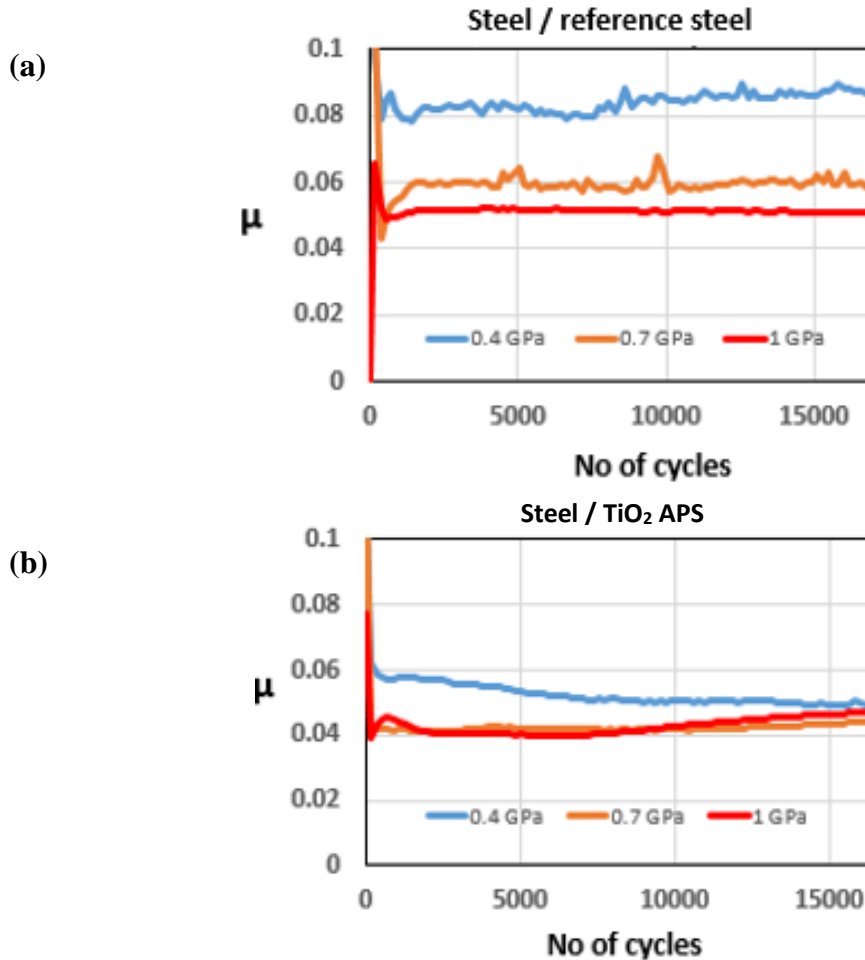 (a)
Steel / reference steel
0.1
0.08
0.06
μ
0.04
0.02
0.4 GPa 0.7 GPa 1 GPa
0
0 5000 10000 15000
No of cycles
(b)
Steel / TiO₂ APS
0.1
0.08
0.06
μ
0.04
0.02
0.4 GPa 0.7 GPa 1 GPa
0
0 5000 10000 15000
No of cycles